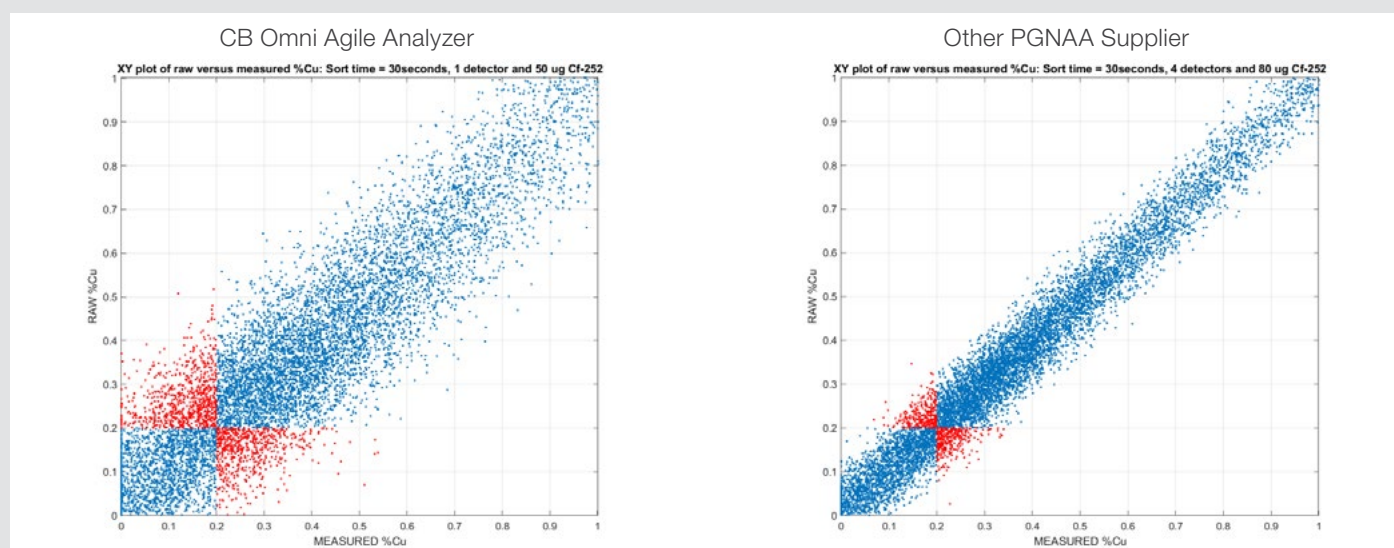 CB Omni Agile Analyzer
XY plot of raw versus measured %Cu: Sort time = 30seconds, 1 detector and 50 ug Cf-252
1
0.9
0.8
0.7
0.6
0.5
0.4
0.3
0.2
0.1
0
RAW %Cu
0 0.1 0.2 0.3 0.4 0.5 0.6 0.7 0.8 0.9 1
MEASURED %Cu
Other PGNAA Supplier
XY plot of raw versus measured %Cu: Sort time = 30seconds, 4 detectors and 80 ug Cf-252
1
0.9
0.8
0.7
0.6
0.5
0.4
0.3
0.2
0.1
0
RAW %Cu
0 0.1 0.2 0.3 0.4 0.5 0.6 0.7 0.8 0.9 1
MEASURED %Cu